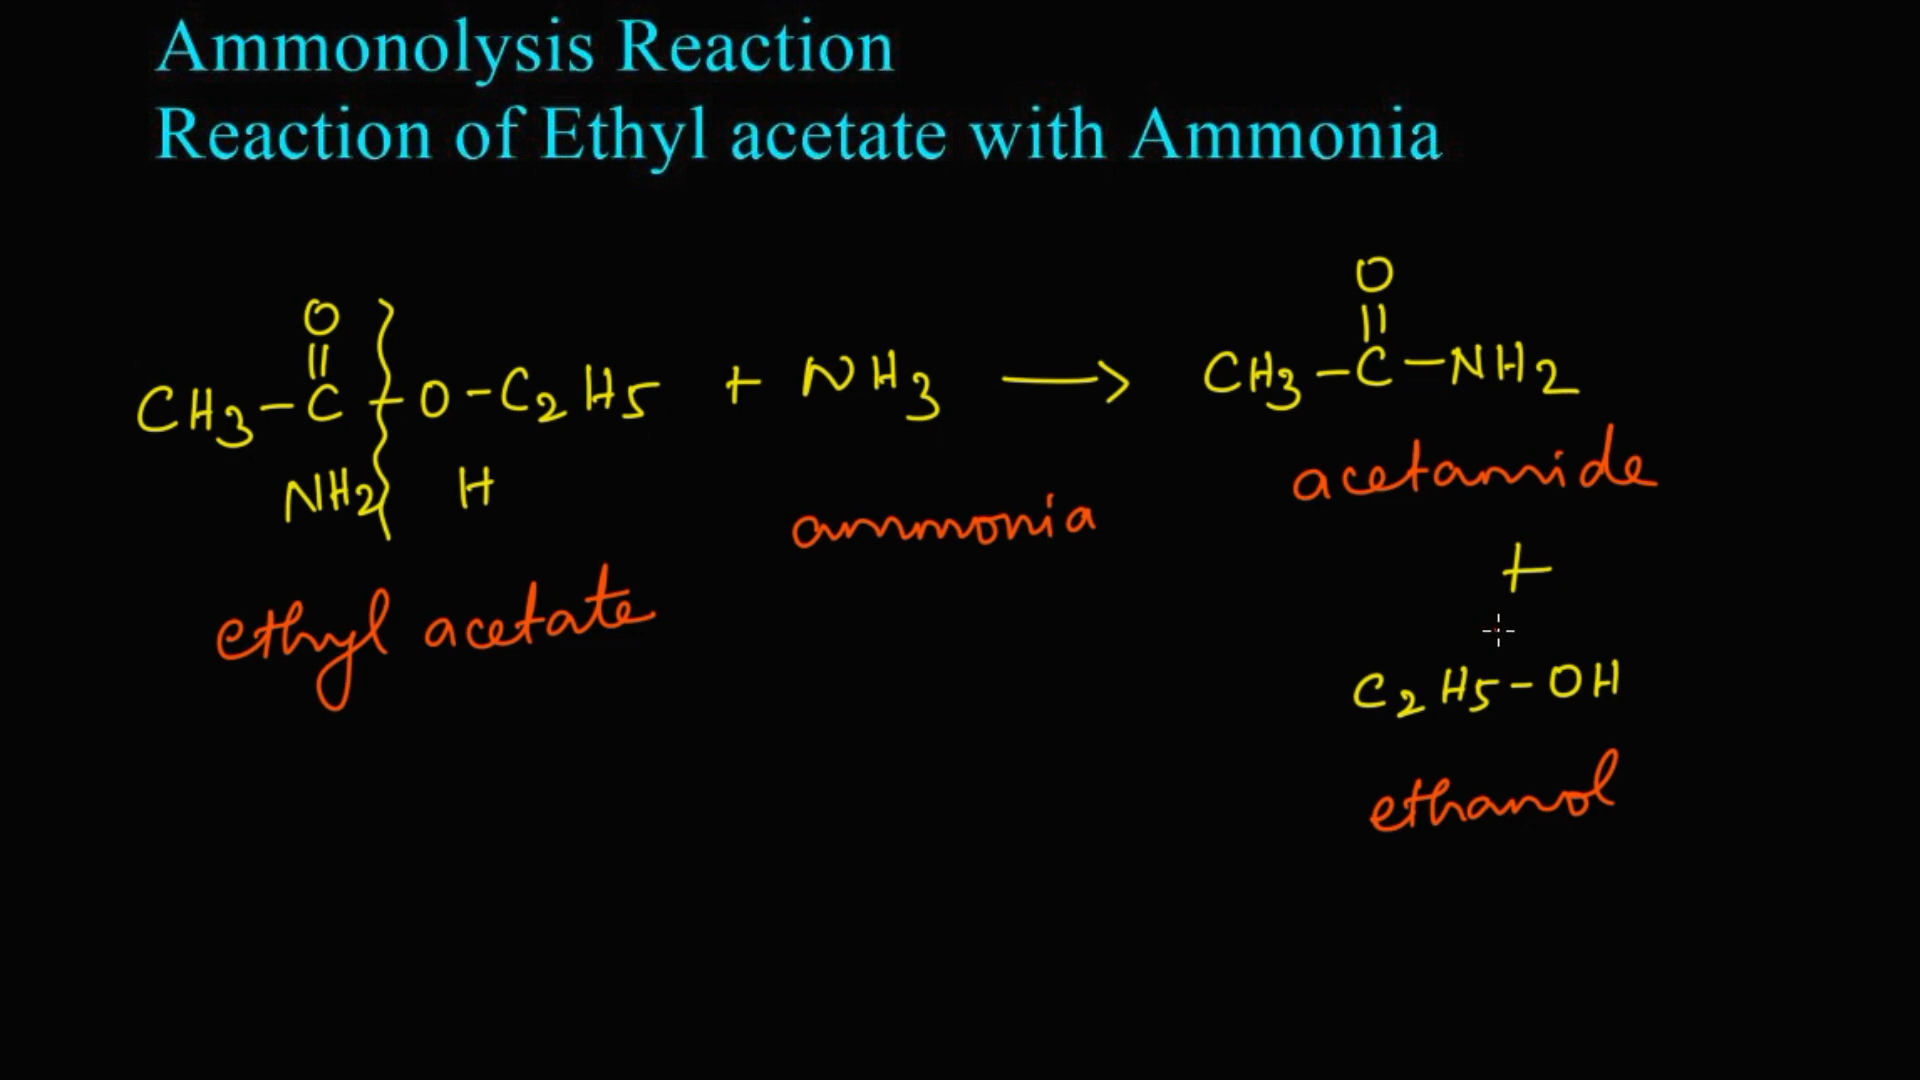 Ammonolysis Reaction
Reaction of Ethyl acetate with Ammonia
O
||
CH3-C-O-C2H5 + NH3 ⟶
NH2 H
ethyl acetate
ammonia
O
||
CH3-C-NH2
acetamide
+
C2H5-OH
ethanol